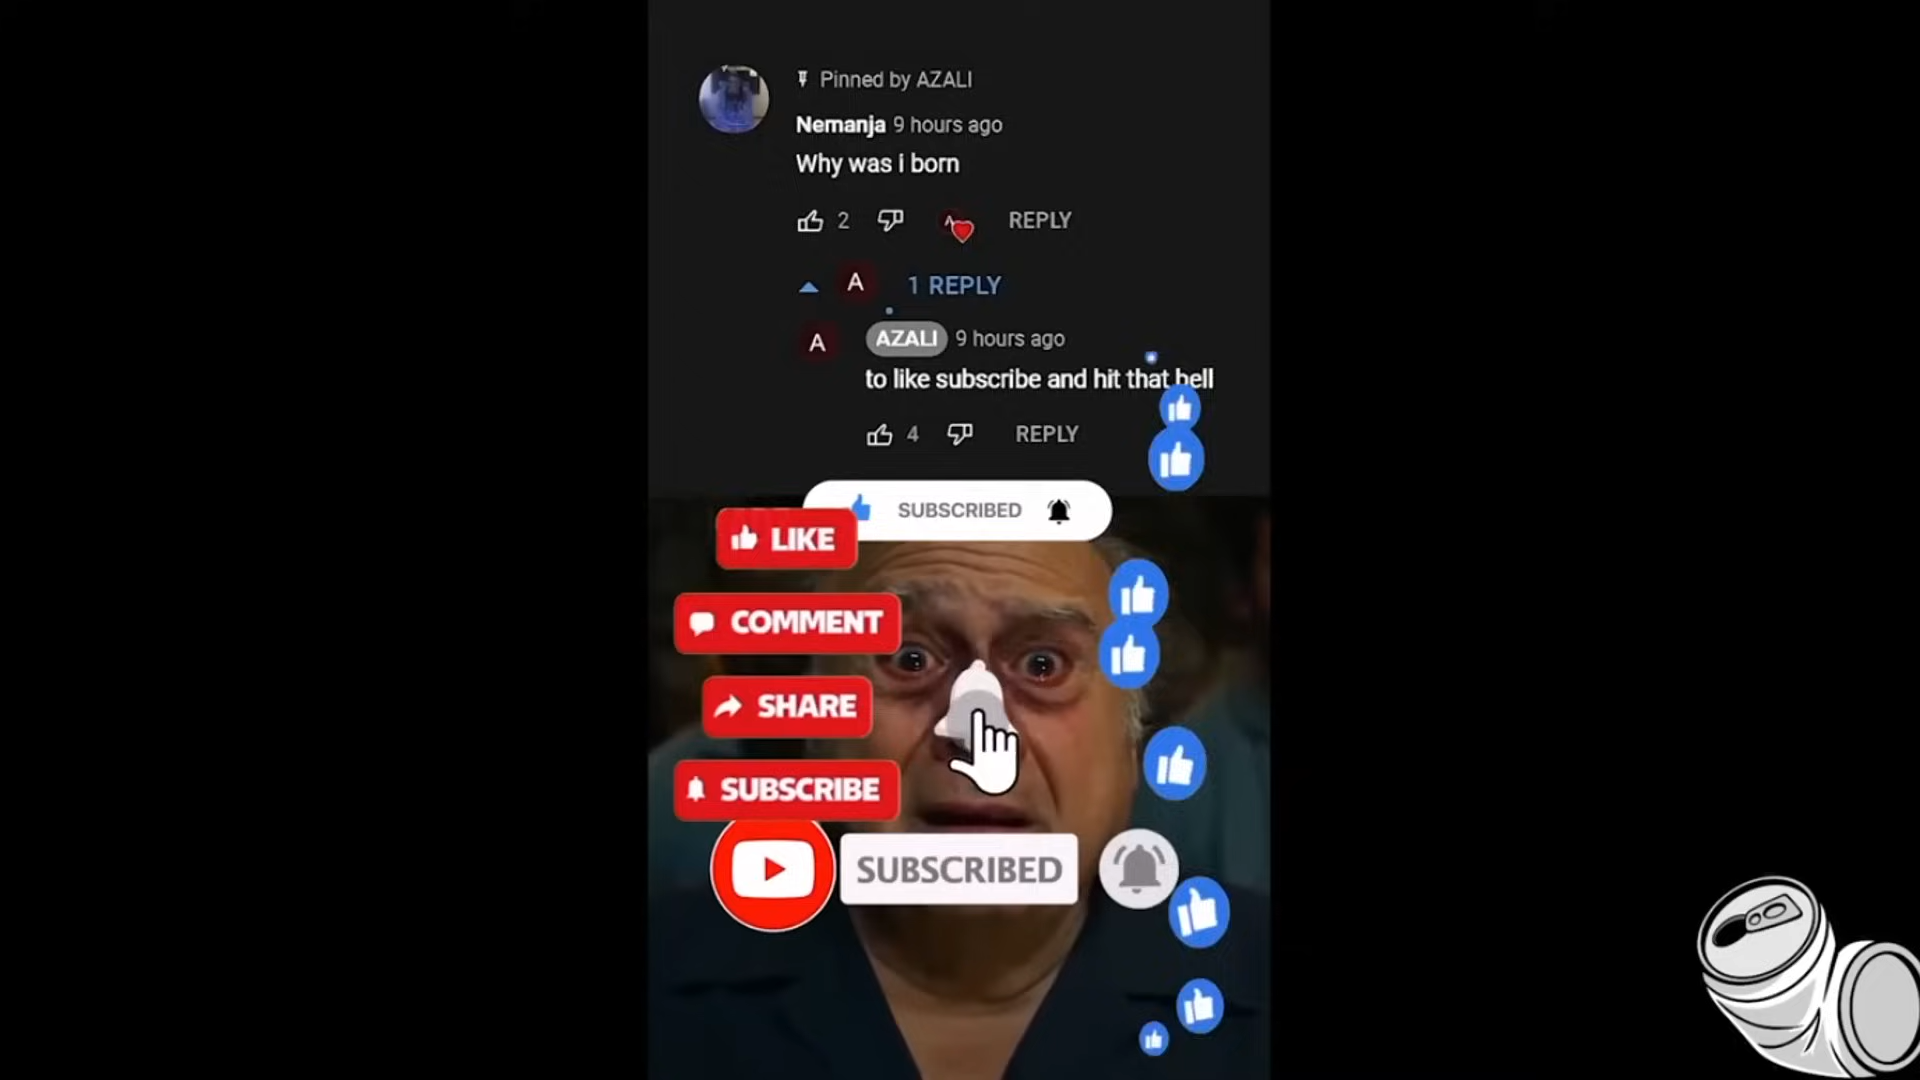 Pinned by AZALI
Nemanja 9 hours ago
Why was i born
2 REPLY
A 1 REPLY
A AZALI 9 hours ago
to like subscribe and hit that bell
4 REPLY
SUBSCRIBED
LIKE
COMMENT
SHARE
SUBSCRIBE
SUBSCRIBED